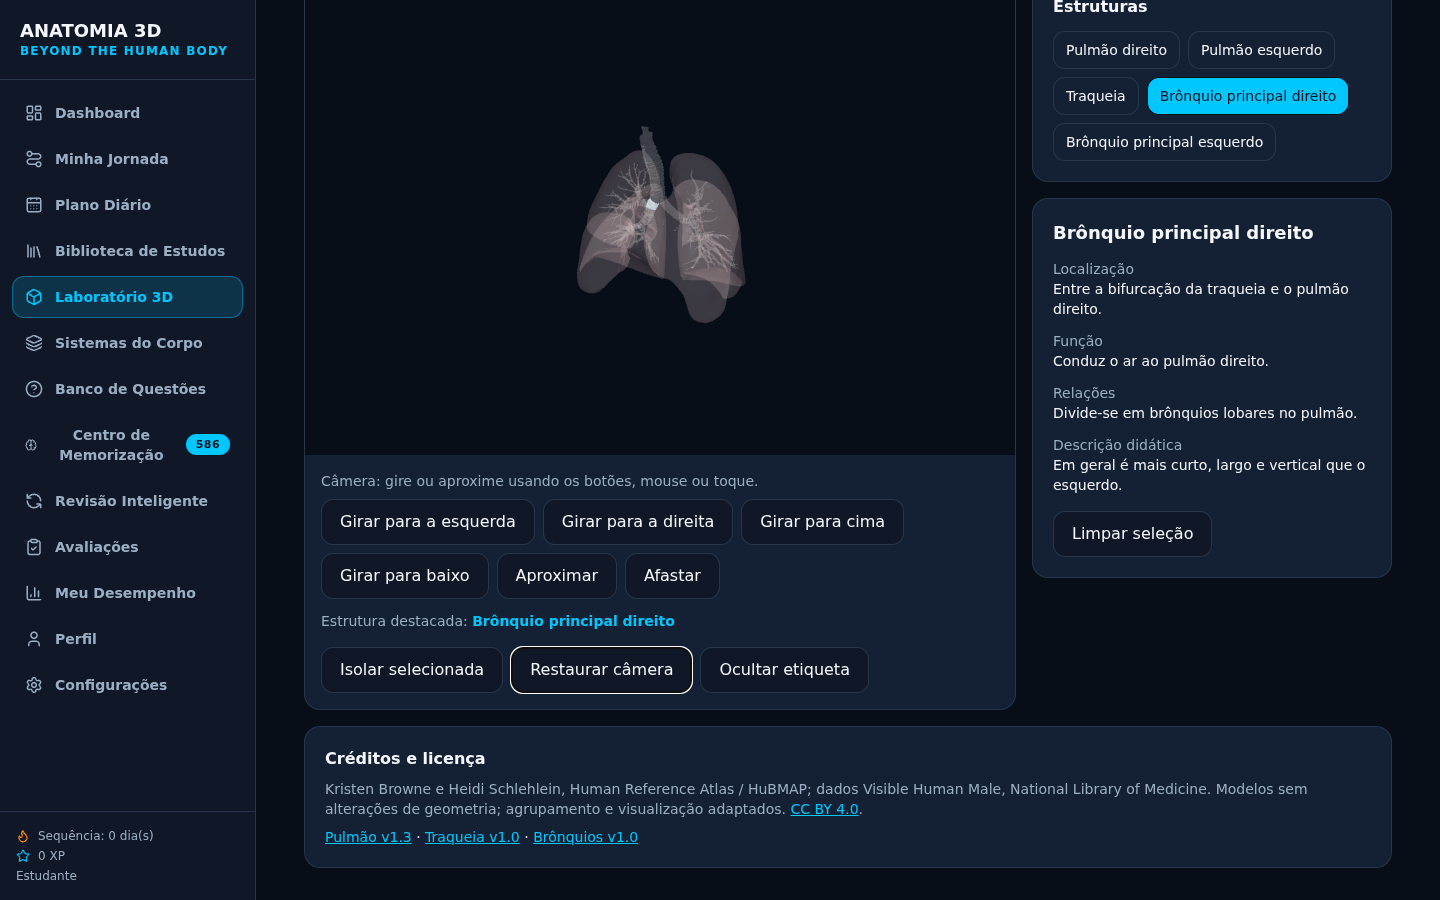 ANATOMIA 3D
BEYOND THE HUMAN BODY
Dashboard
Minha Jornada
Plano Diário
Biblioteca de Estudos
Laboratório 3D
Sistemas do Corpo
Banco de Questões
Centro de
Memorização
586
Revisão Inteligente
Avaliações
Meu Desempenho
Perfil
Configurações
Sequência: 0 dia(s)
0 XP
Estudante
Câmera: gire ou aproxime usando os botões, mouse ou toque.
Girar para a esquerda
Girar para a direita
Girar para cima
Girar para baixo
Aproximar
Afastar
Estrutura destacada: Brônquio principal direito
Isolar selecionada
Restaurar câmera
Ocultar etiqueta
Estruturas
Pulmão direito
Pulmão esquerdo
Traqueia
Brônquio principal direito
Brônquio principal esquerdo
Brônquio principal direito
Localização
Entre a bifurcação da traqueia e o pulmão
direito.
Função
Conduz o ar ao pulmão direito.
Relações
Divide-se em brônquios lobares no pulmão.
Descrição didática
Em geral é mais curto, largo e vertical que o
esquerdo.
Limpar seleção
Créditos e licença
Kristen Browne e Heidi Schlehlein, Human Reference Atlas / HuBMAP; dados Visible Human Male, National Library of Medicine. Modelos sem
alterações de geometria; agrupamento e visualização adaptados. CC BY 4.0.
Pulmão v1.3 · Traqueia v1.0 · Brônquios v1.0